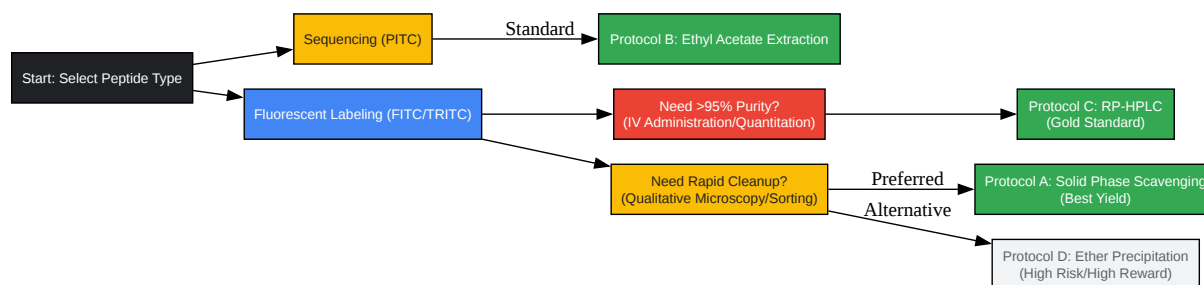 Start: Select Peptide Type
Sequencing (PITC)
Standard
Protocol B: Ethyl Acetate Extraction
Fluorescent Labeling (FITC/TRITC)
Need >95% Purity?
(IV Administration/Quantitation)
Protocol C: RP-HPLC
(Gold Standard)
Need Rapid Cleanup?
(Qualitative Microscopy/Sorting)
Preferred
Protocol A: Solid Phase Scavenging
(Best Yield)
Alternative
Protocol D: Ether Precipitation
(High Risk/High Reward)